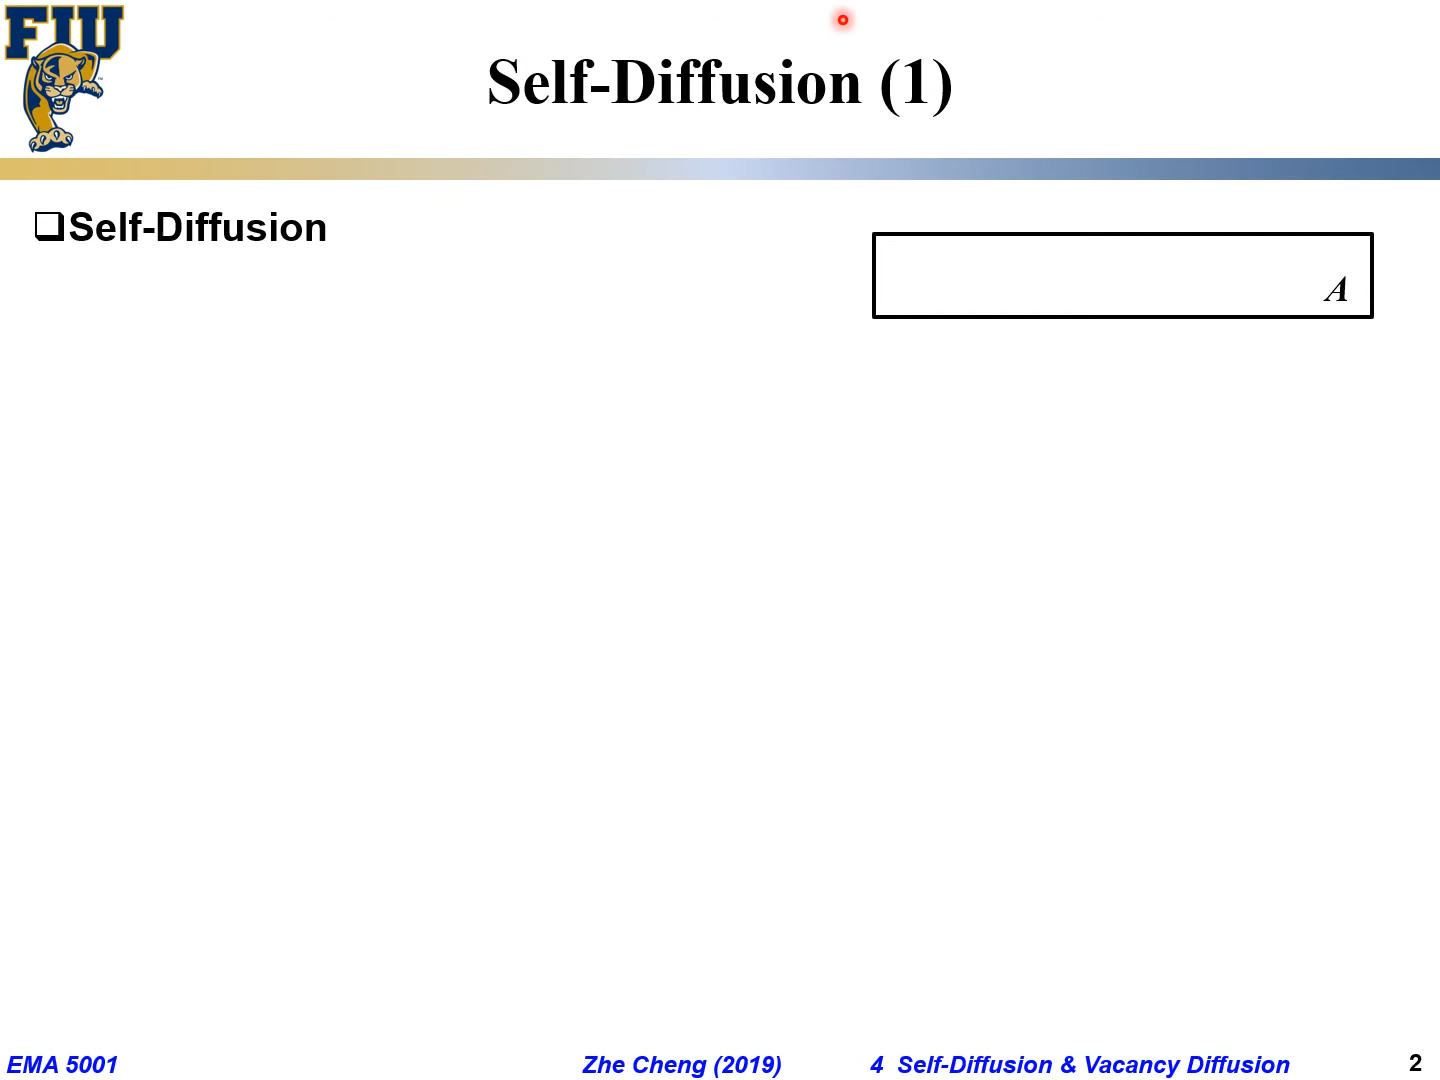 FIU
Self-Diffusion (1)
Self-Diffusion
A
EMA 5001
Zhe Cheng (2019)
4 Self-Diffusion & Vacancy Diffusion
2